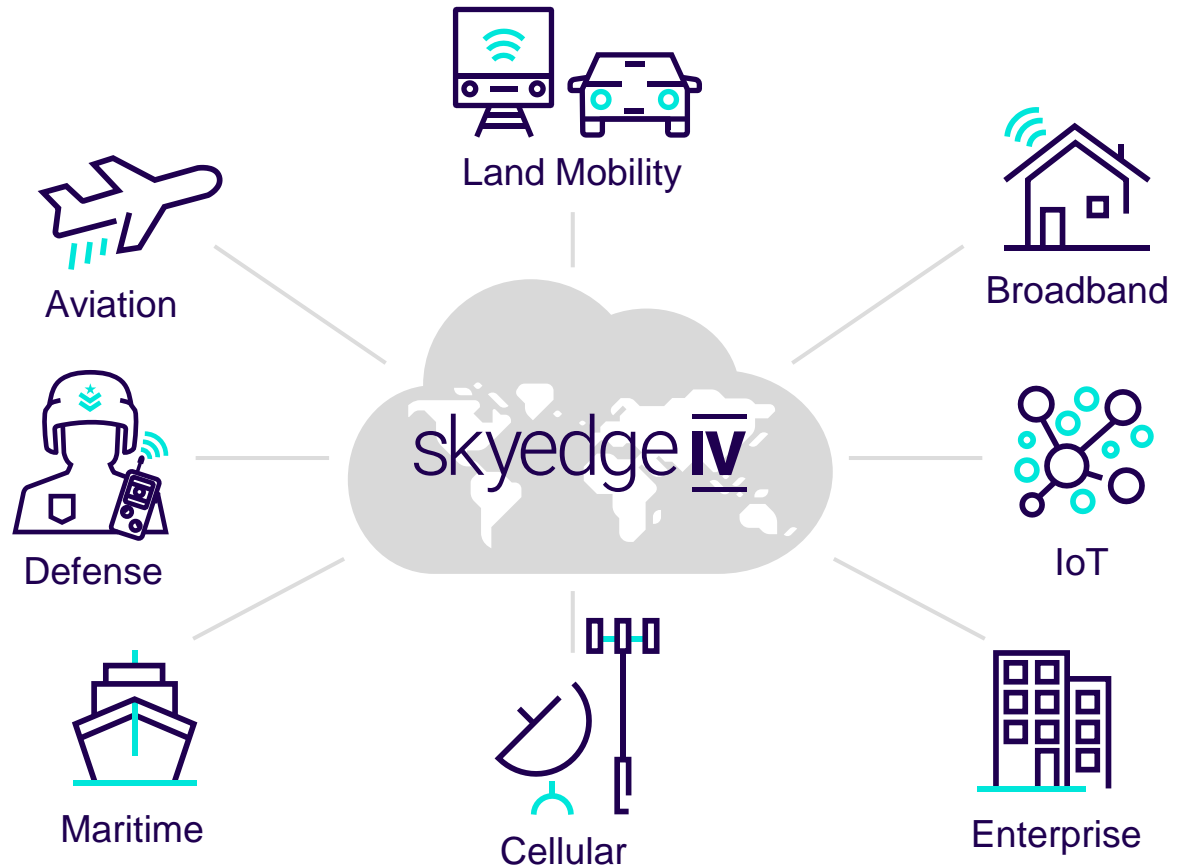 Land Mobility
Aviation
Broadband
skyedge IV
Defense
IoT
Maritime
Cellular
Enterprise